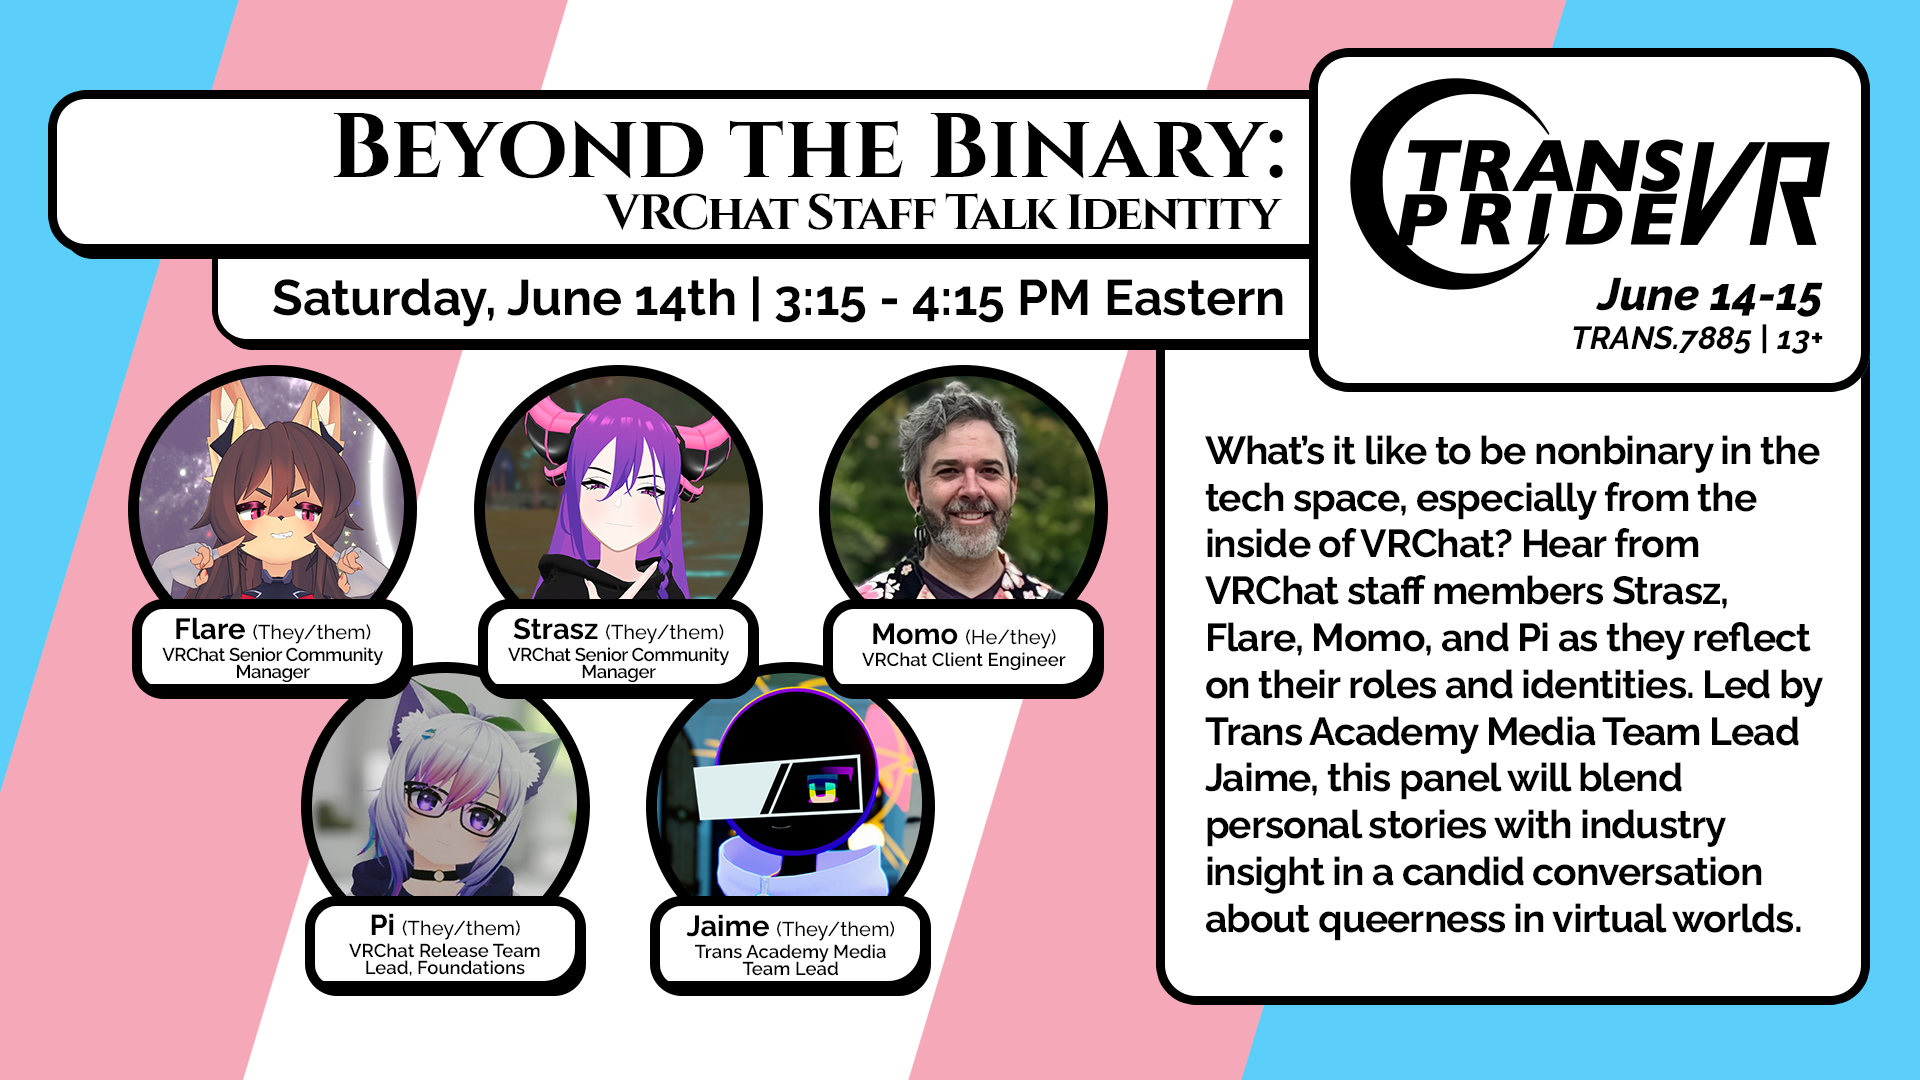 BEYOND THE BINARY:
VRCHAT STAFF TALK IDENTITY
Saturday, June 14th | 3:15 - 4:15 PM Eastern
TRANS
PRIDE VR
June 14-15
TRANS.7885 | 13+
Flare (They/them)
VRChat Senior Community
Manager
Strasz (They/them)
VRChat Senior Community
Manager
Momo (He/they)
VRChat Client Engineer
Pi (They/them)
VRChat Release Team
Lead, Foundations
Jaime (They/them)
Trans Academy Media
Team Lead
What's it like to be nonbinary in the
tech space, especially from the
inside of VRChat? Hear from
VRChat staff members Strasz,
Flare, Momo, and Pi as they reflect
on their roles and identities. Led by
Trans Academy Media Team Lead
Jaime, this panel will blend
personal stories with industry
insight in a candid conversation
about queerness in virtual worlds.